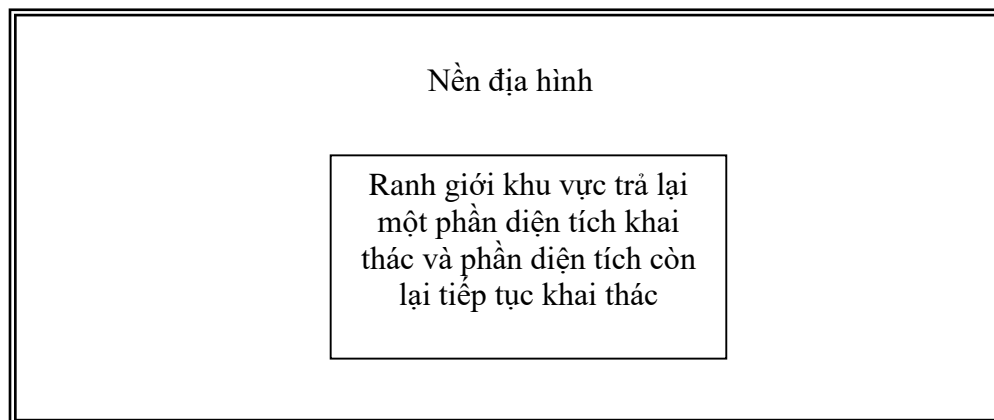 Nền địa hình
Ranh giới khu vực trả lại
một phần diện tích khai
thác và phần diện tích còn
lại tiếp tục khai thác